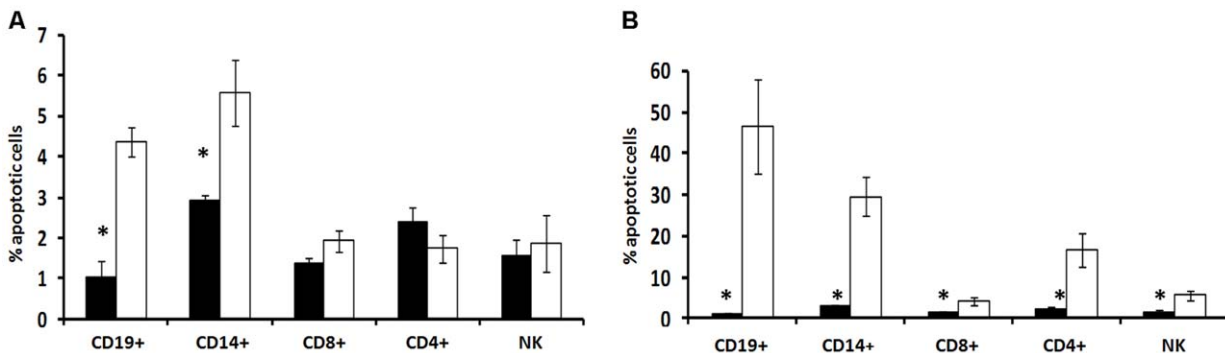 A
% apoptotic cells
7
6
5
4
3
2
1
0
*
*
CD19+ CD14+ CD8+ CD4+ NK
B
% apoptotic cells
60
50
40
30
20
10
0
* * * * *
CD19+ CD14+ CD8+ CD4+ NK